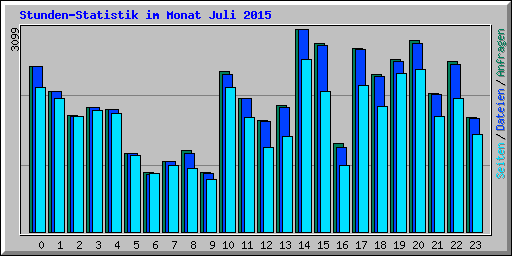 Stunden-Statistik im Monat Juli 2015
3099
Seiten / Dateien / Anfragen
0 1 2 3 4 5 6 7 8 9 10 11 12 13 14 15 16 17 18 19 20 21 22 23